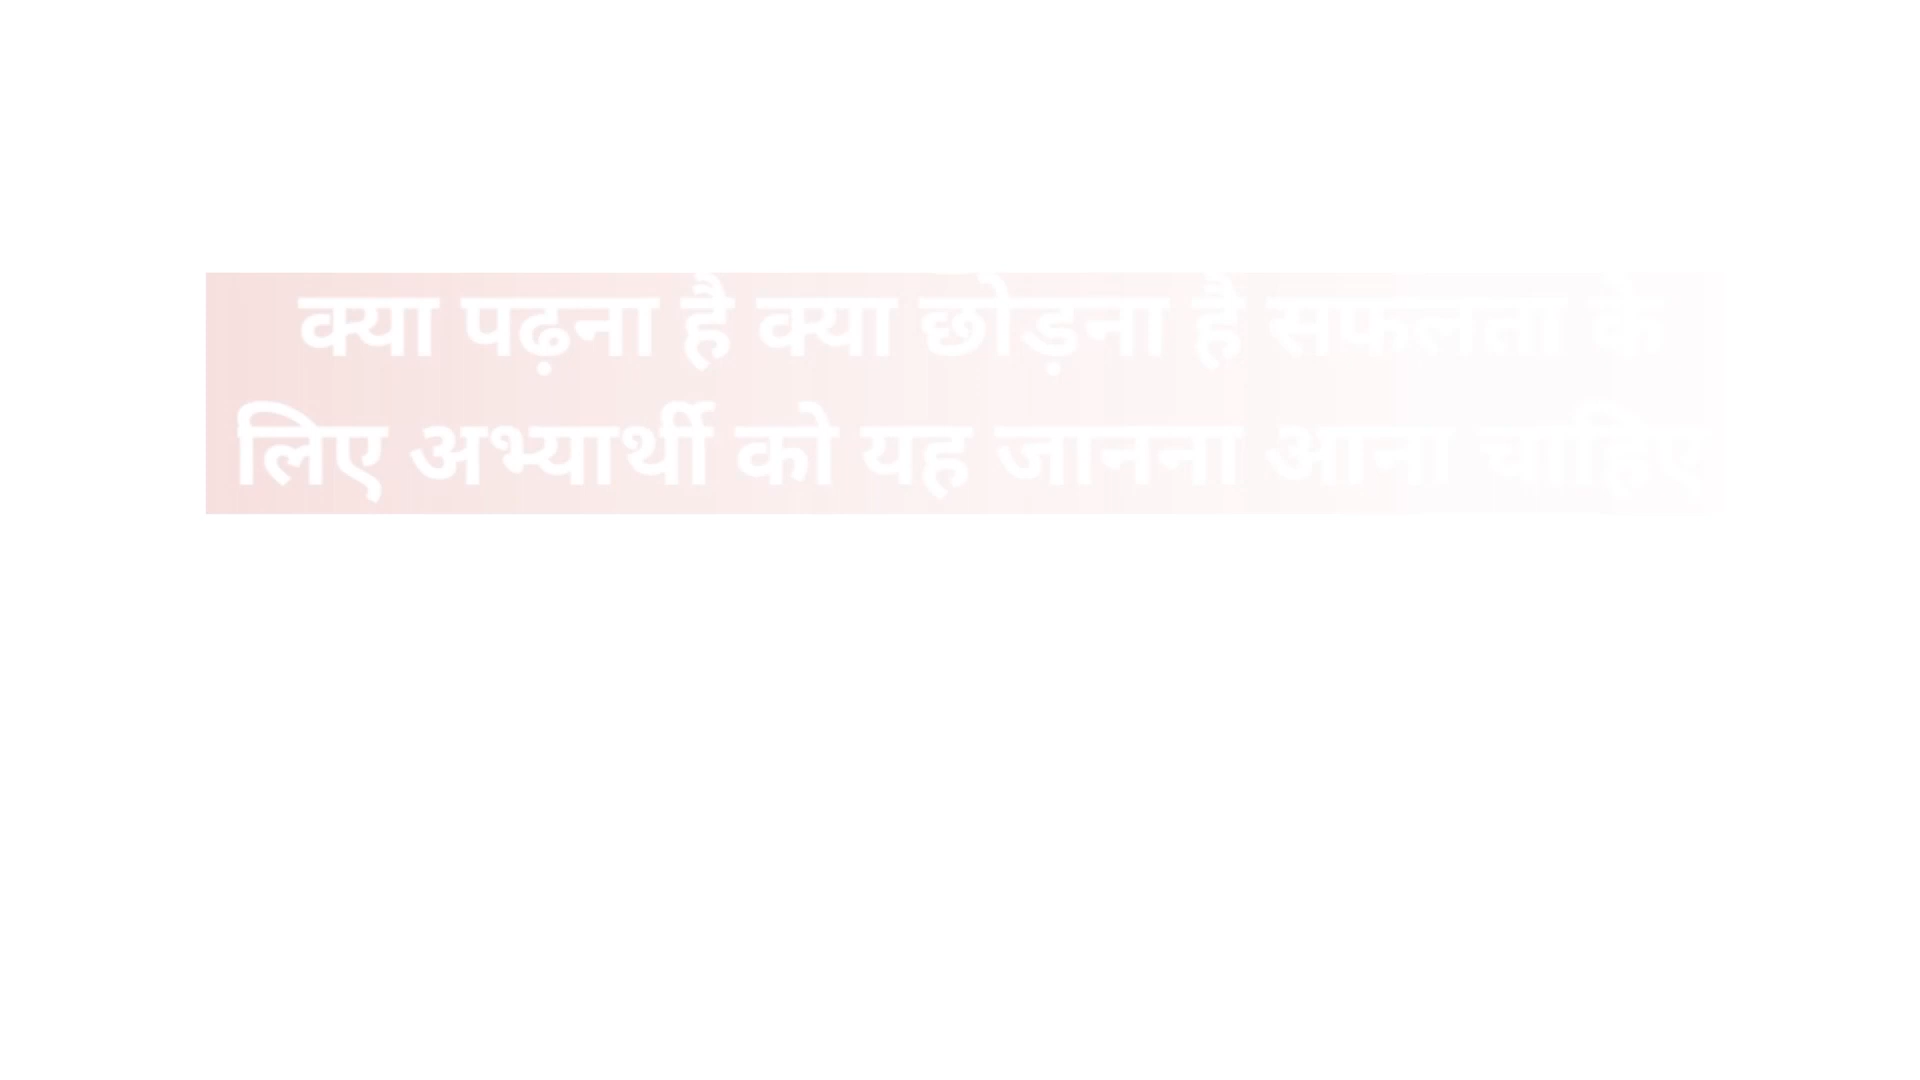 क्या पढ़ना है क्या छोड़ना है सफलता के
लिए अभ्यार्थी को यह जानना आना चाहिए